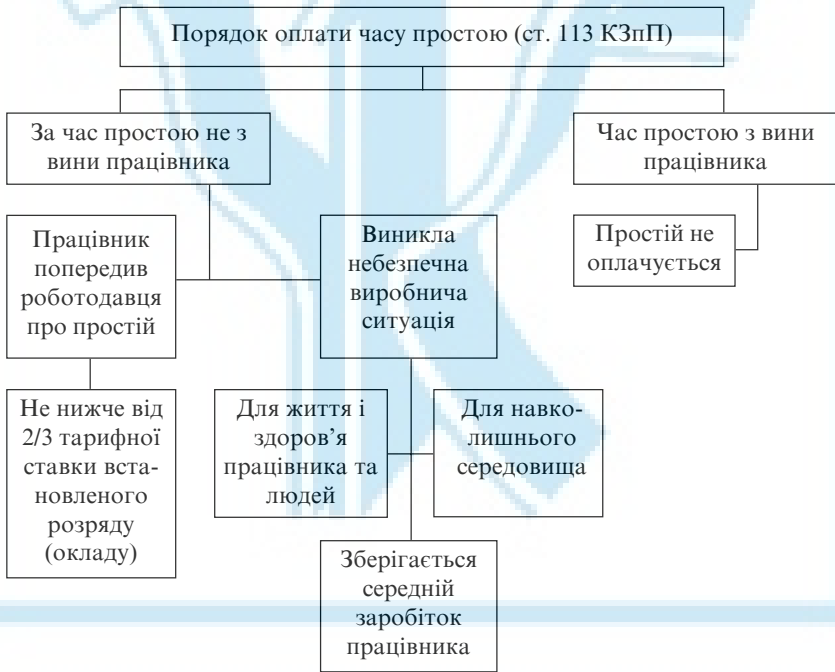 Порядок оплати часу простою (ст. 113 КЗпП)
За час простою не з
вини працівника
Час простою з вини
працівника
Працівник
попередив
роботодавця
про простій
Виникла
небезпечна
виробнича
ситуація
Простій не
оплачується
Не нижче від
2/3 тарифної
ставки вста-
новленого
розряду
(окладу)
Для життя і
здоров’я
працівника та
людей
Для навко-
лишнього
середовища
Зберігається
середній
заробіток
працівника